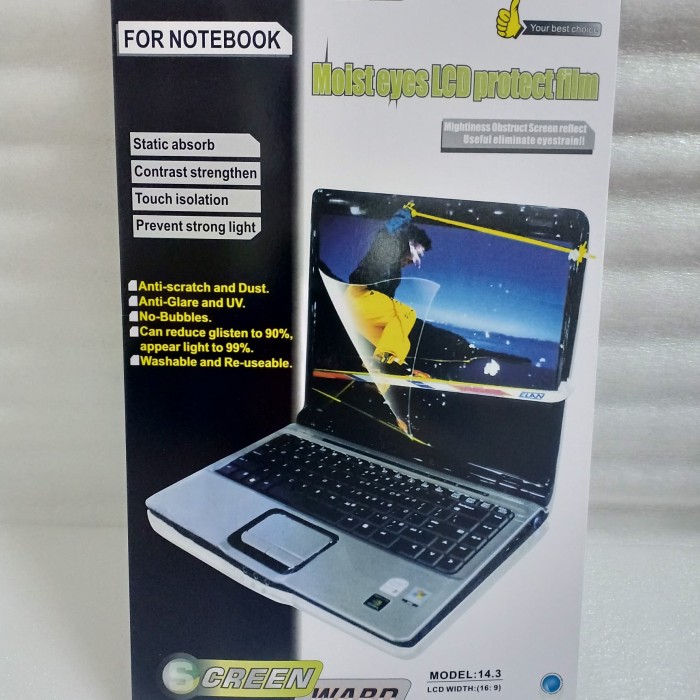 Your best choice
FOR NOTEBOOK
Moist eyes LCD protect film
Mightiness Obstruct Screen reflect
Useful eliminate eyestrain!!
Static absorb
Contrast strengthen
Touch isolation
Prevent strong light
Anti-scratch and Dust.
Anti-Glare and UV.
No-Bubbles.
Can reduce glisten to 90%,
appear light to 99%.
Washable and Re-useable.
SCREEN
WARD
MODEL:14.3
LCD WIDTH:(16: 9)